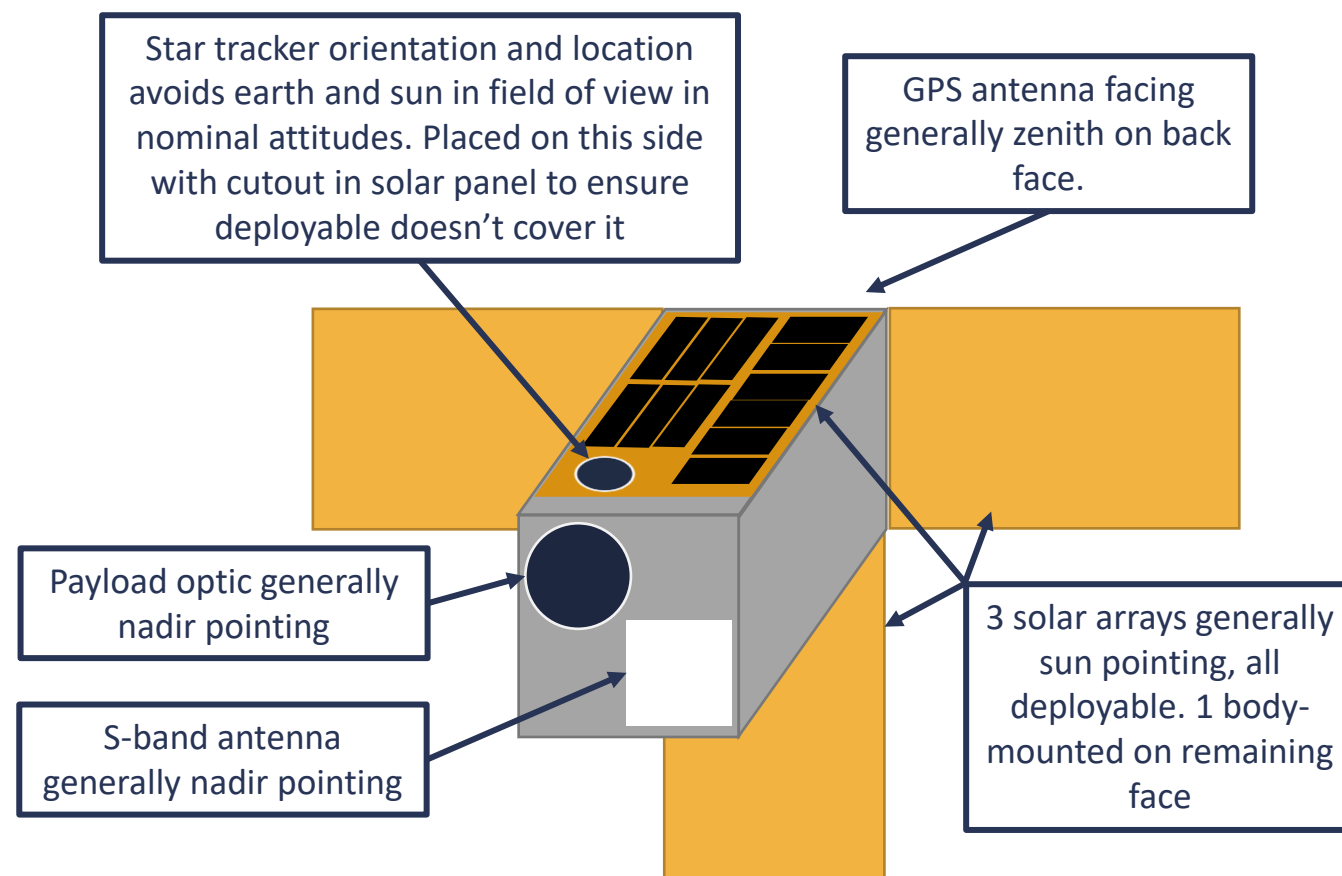 Star tracker orientation and location
avoids earth and sun in field of view in
nominal attitudes. Placed on this side
with cutout in solar panel to ensure
deployable doesn’t cover it
GPS antenna facing
generally zenith on back
face.
Payload optic generally
nadir pointing
S-band antenna
generally nadir pointing
3 solar arrays generally
sun pointing, all
deployable. 1 body-
mounted on remaining
face